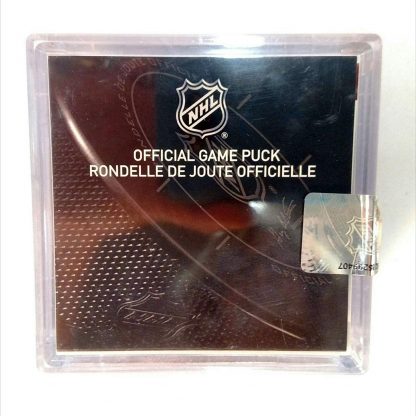 NHL
®
OFFICIAL GAME PUCK
RONDELLE DE JOUTE OFFICIELLE